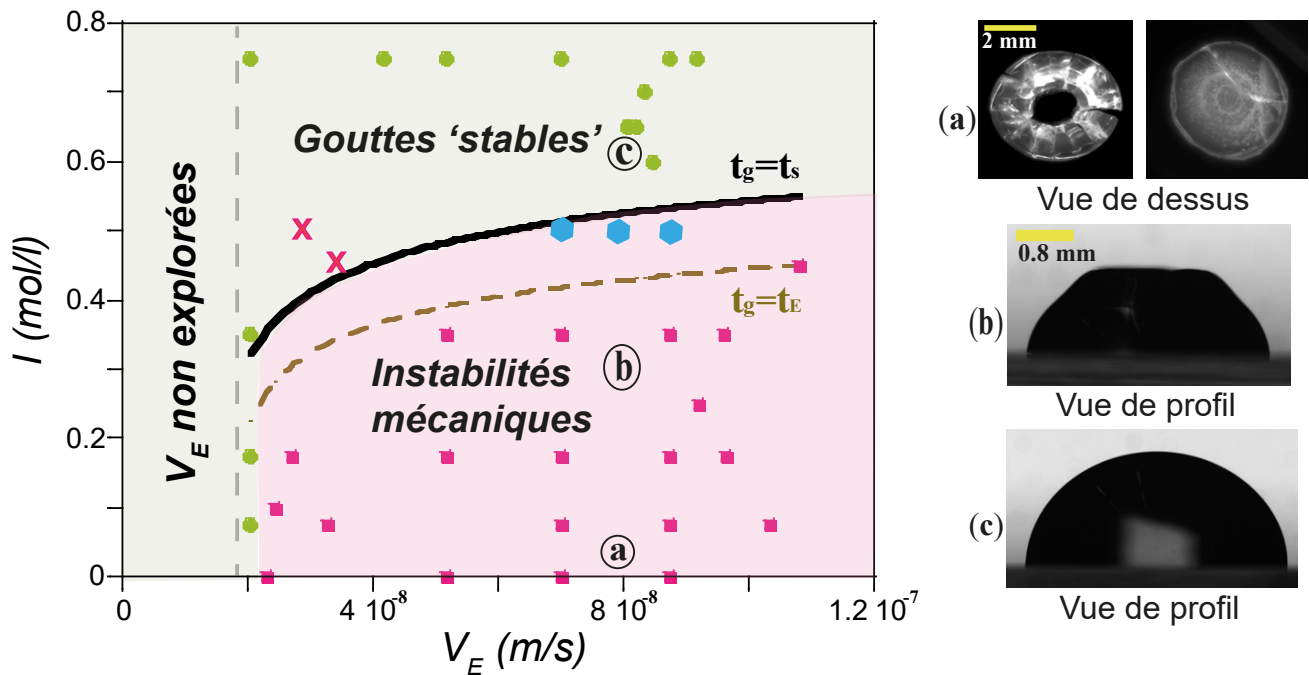 0.8
0.6
0.4
0.2
0
I (mol/l)
V_E non explorées
Gouttes ‘stables’
c
t_g=t_s
t_g=t_E
Instabilités
mécaniques
b
a
0
4 10⁻⁸
8 10⁻⁸
1.2 10⁻⁷
V_E (m/s)
2 mm
(a)
Vue de dessus
0.8 mm
(b)
Vue de profil
(c)
Vue de profil